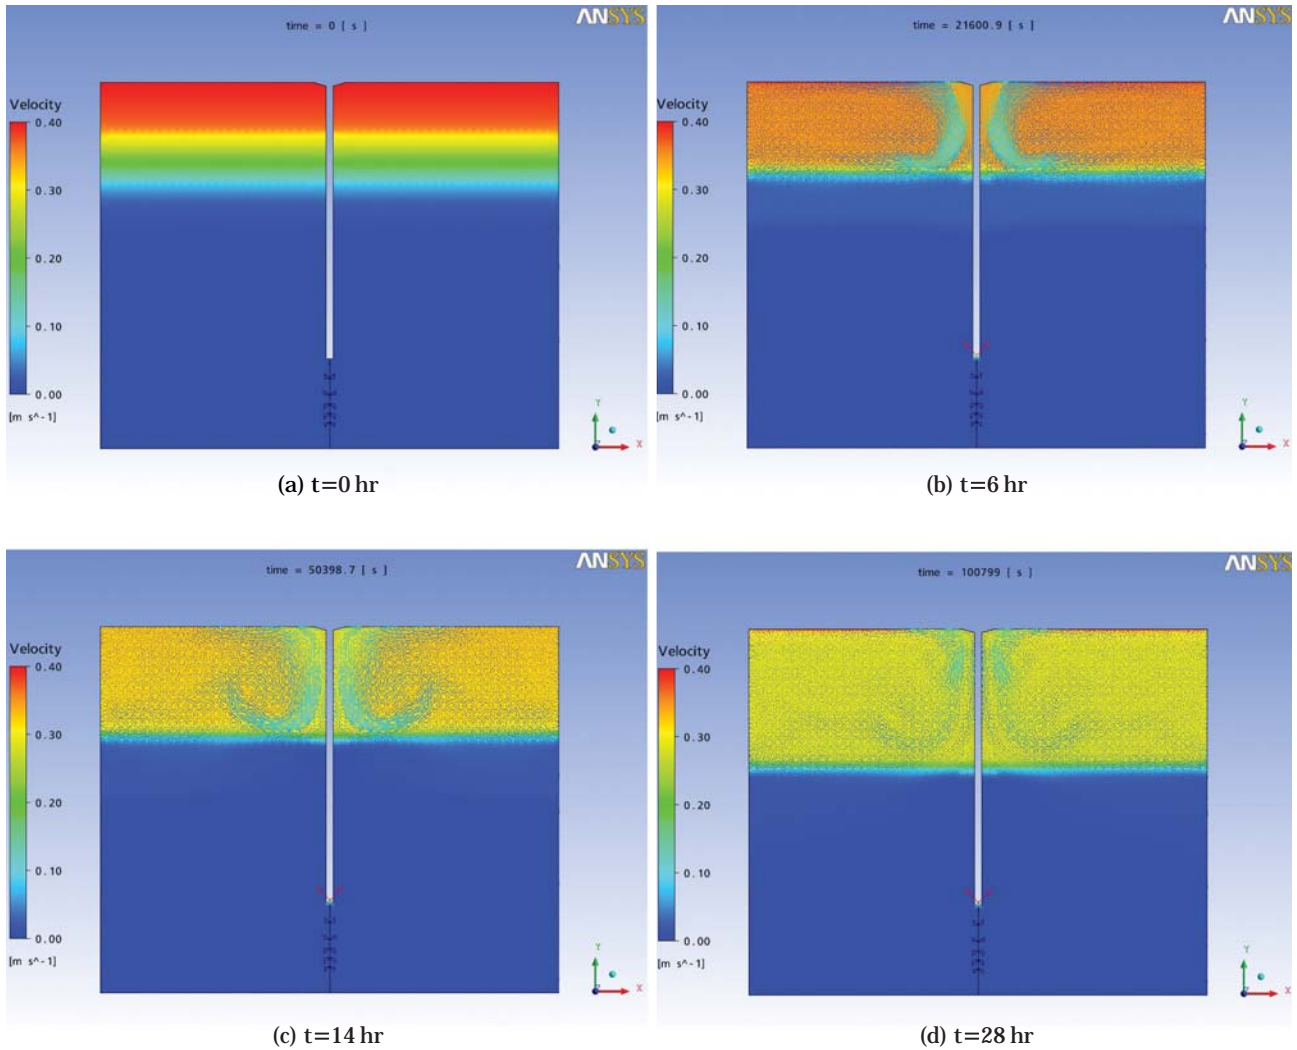 ANSYS
time = 0 [ s ]
Velocity
0.40
0.30
0.20
0.10
0.00
[m s^-1]
Y
X
(a) t=0 hr
ANSYS
time = 21600.9 [ s ]
Velocity
0.40
0.30
0.20
0.10
0.00
[m s^-1]
Y
X
(b) t=6 hr
ANSYS
time = 50398.7 [ s ]
Velocity
0.40
0.30
0.20
0.10
0.00
[m s^-1]
Y
X
(c) t=14 hr
ANSYS
time = 100799 [ s ]
Velocity
0.40
0.30
0.20
0.10
0.00
[m s^-1]
Y
X
(d) t=28 hr